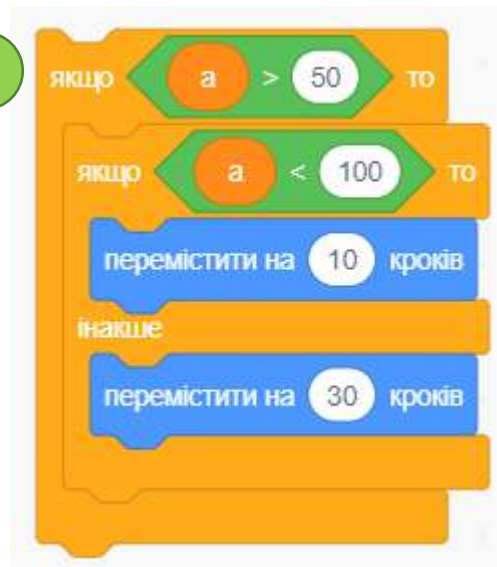 якщо a > 50 то
якщо a < 100 то
перемістити на 10 кроків
інакше
перемістити на 30 кроків